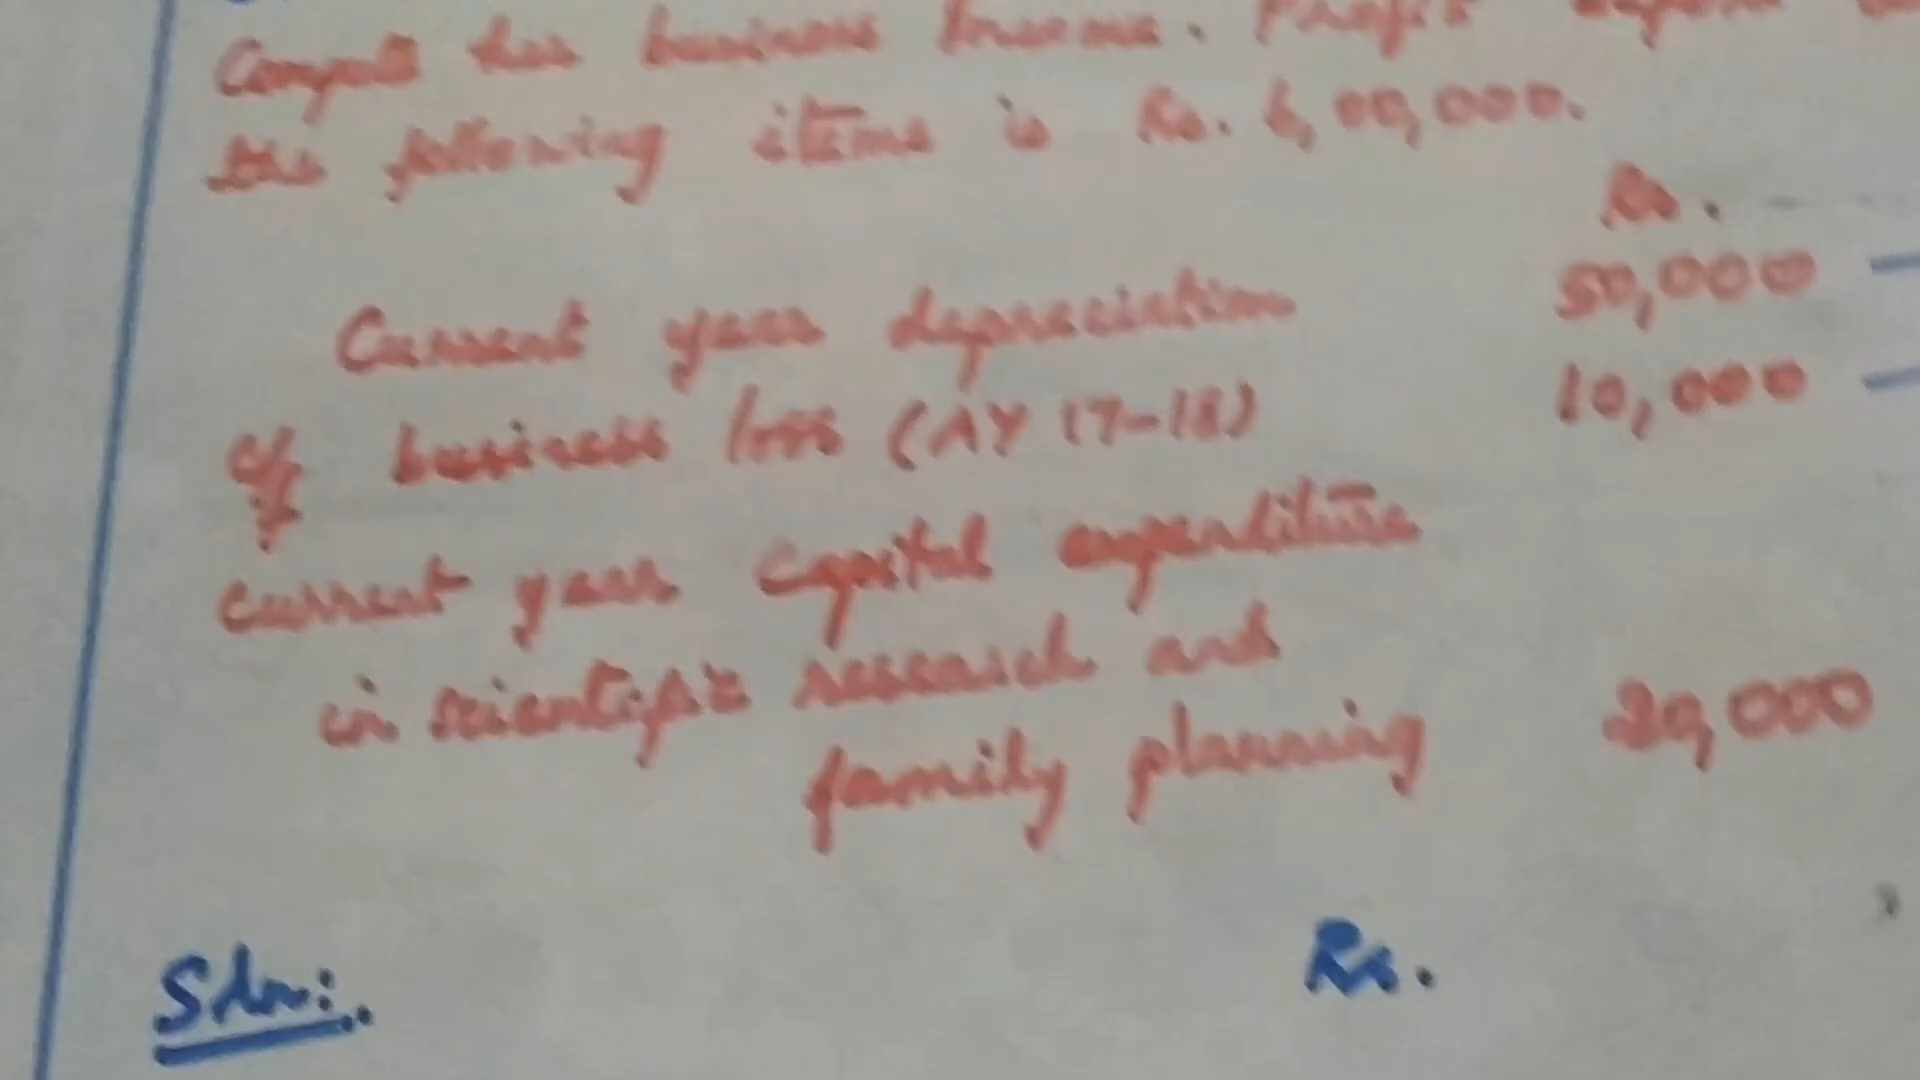 Compute his business Income. Profit before
the following items is Rs. 6,00,000.
Rs.
Current year depreciation 50,000
c/f business loss (AY 17-18) 10,000
Current year capital expenditure
in scientific research and
family planning 20,000
Soln:
Rs.